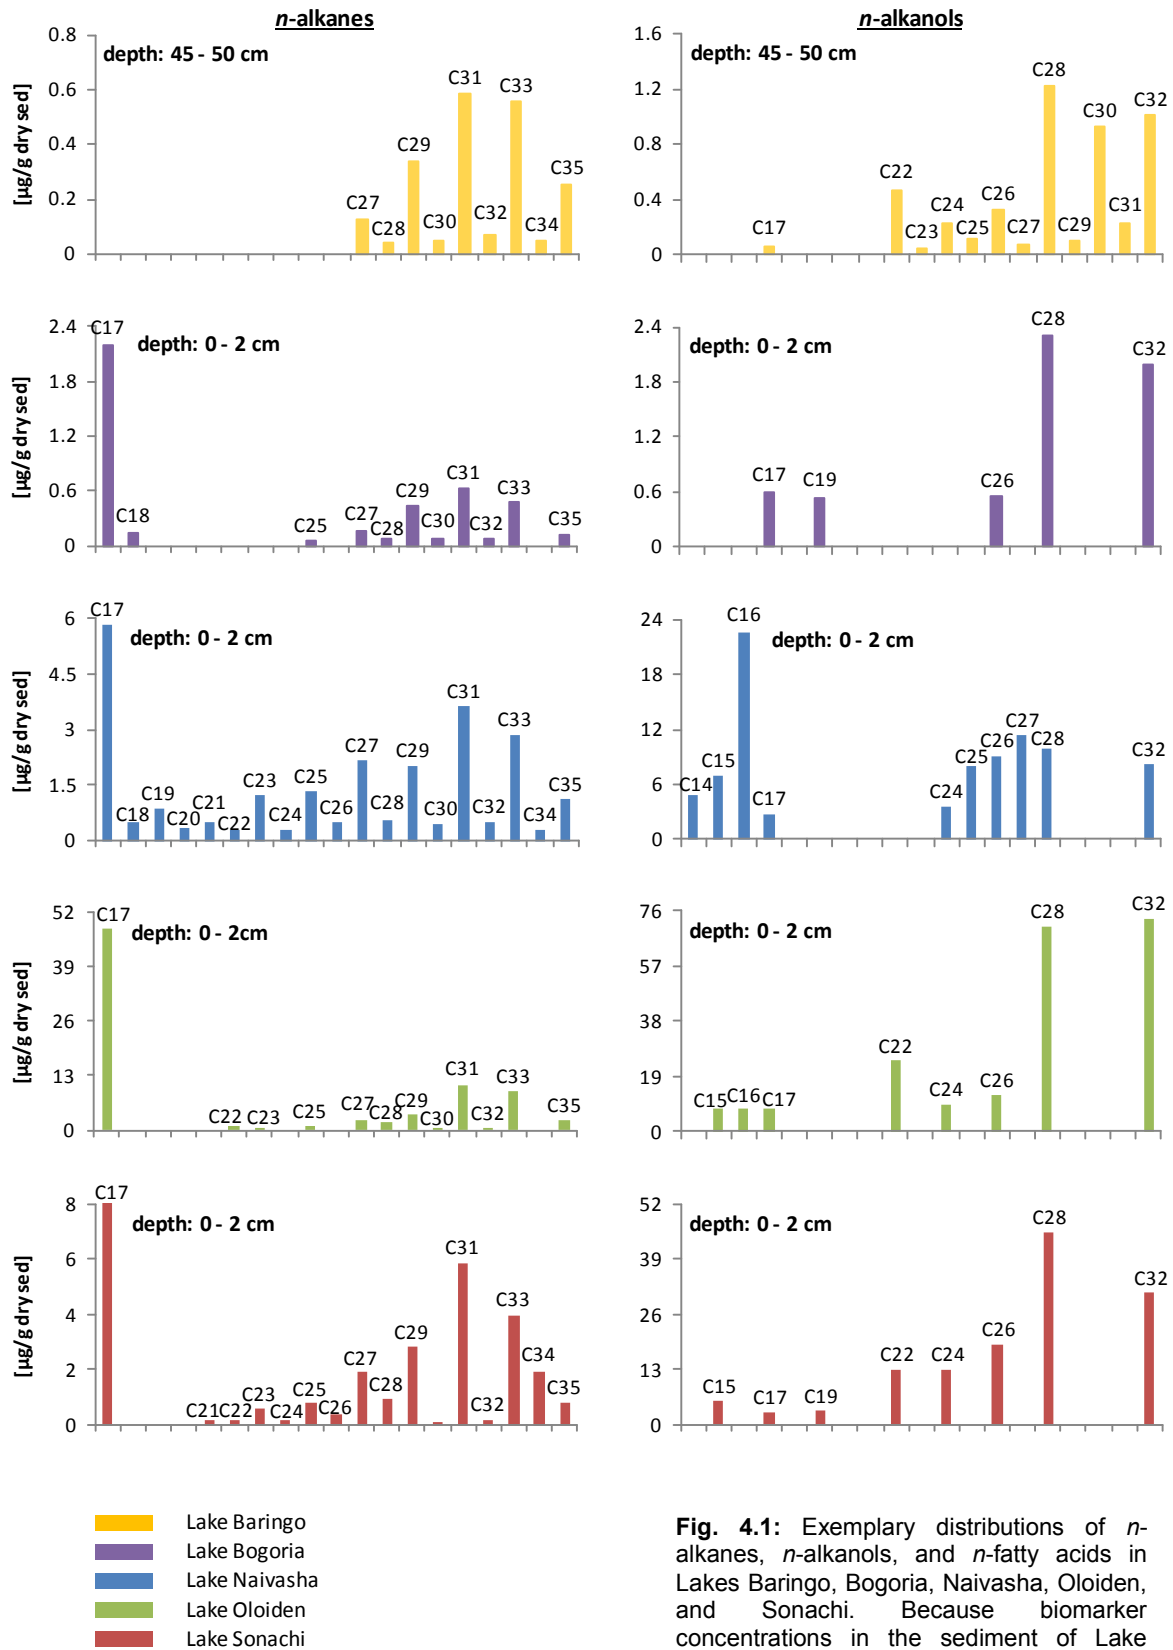 n-alkanes
n-alkanols
depth: 45 - 50 cm
[µg/g dry sed]
0.8
0.6
0.4
0.2
0
C27
C28
C29
C30
C31
C32
C33
C34
C35
depth: 45 - 50 cm
1.6
1.2
0.8
0.4
0
C17
C22
C23
C24
C25
C26
C27
C28
C29
C30
C31
C32
depth: 0 - 2 cm
[µg/g dry sed]
2.4
1.8
1.2
0.6
0
C17
C18
C25
C27
C28
C29
C30
C31
C32
C33
C35
depth: 0 - 2 cm
2.4
1.8
1.2
0.6
0
C17
C19
C26
C28
C32
depth: 0 - 2 cm
[µg/g dry sed]
6
4.5
3
1.5
0
C17
C18
C19
C20
C21
C22
C23
C24
C25
C26
C27
C28
C29
C30
C31
C32
C33
C34
C35
depth: 0 - 2 cm
24
18
12
6
0
C14
C15
C16
C17
C24
C25
C26
C27
C28
C32
depth: 0 - 2cm
[µg/g dry sed]
52
39
26
13
0
C17
C22
C23
C25
C27
C28
C29
C30
C31
C32
C33
C35
depth: 0 - 2 cm
76
57
38
19
0
C15
C16
C17
C22
C24
C26
C28
C32
depth: 0 - 2 cm
[µg/g dry sed]
8
6
4
2
0
C17
C21
C22
C23
C24
C25
C26
C27
C28
C29
C31
C32
C33
C34
C35
depth: 0 - 2 cm
52
39
26
13
0
C15
C17
C19
C22
C24
C26
C28
C32
Lake Baringo
Lake Bogoria
Lake Naivasha
Lake Oloiden
Lake Sonachi
Fig. 4.1: Exemplary distributions of n-
alkanes, n-alkanols, and n-fatty acids in
Lakes Baringo, Bogoria, Naivasha, Oloiden,
and Sonachi. Because biomarker
concentrations in the sediment of Lake